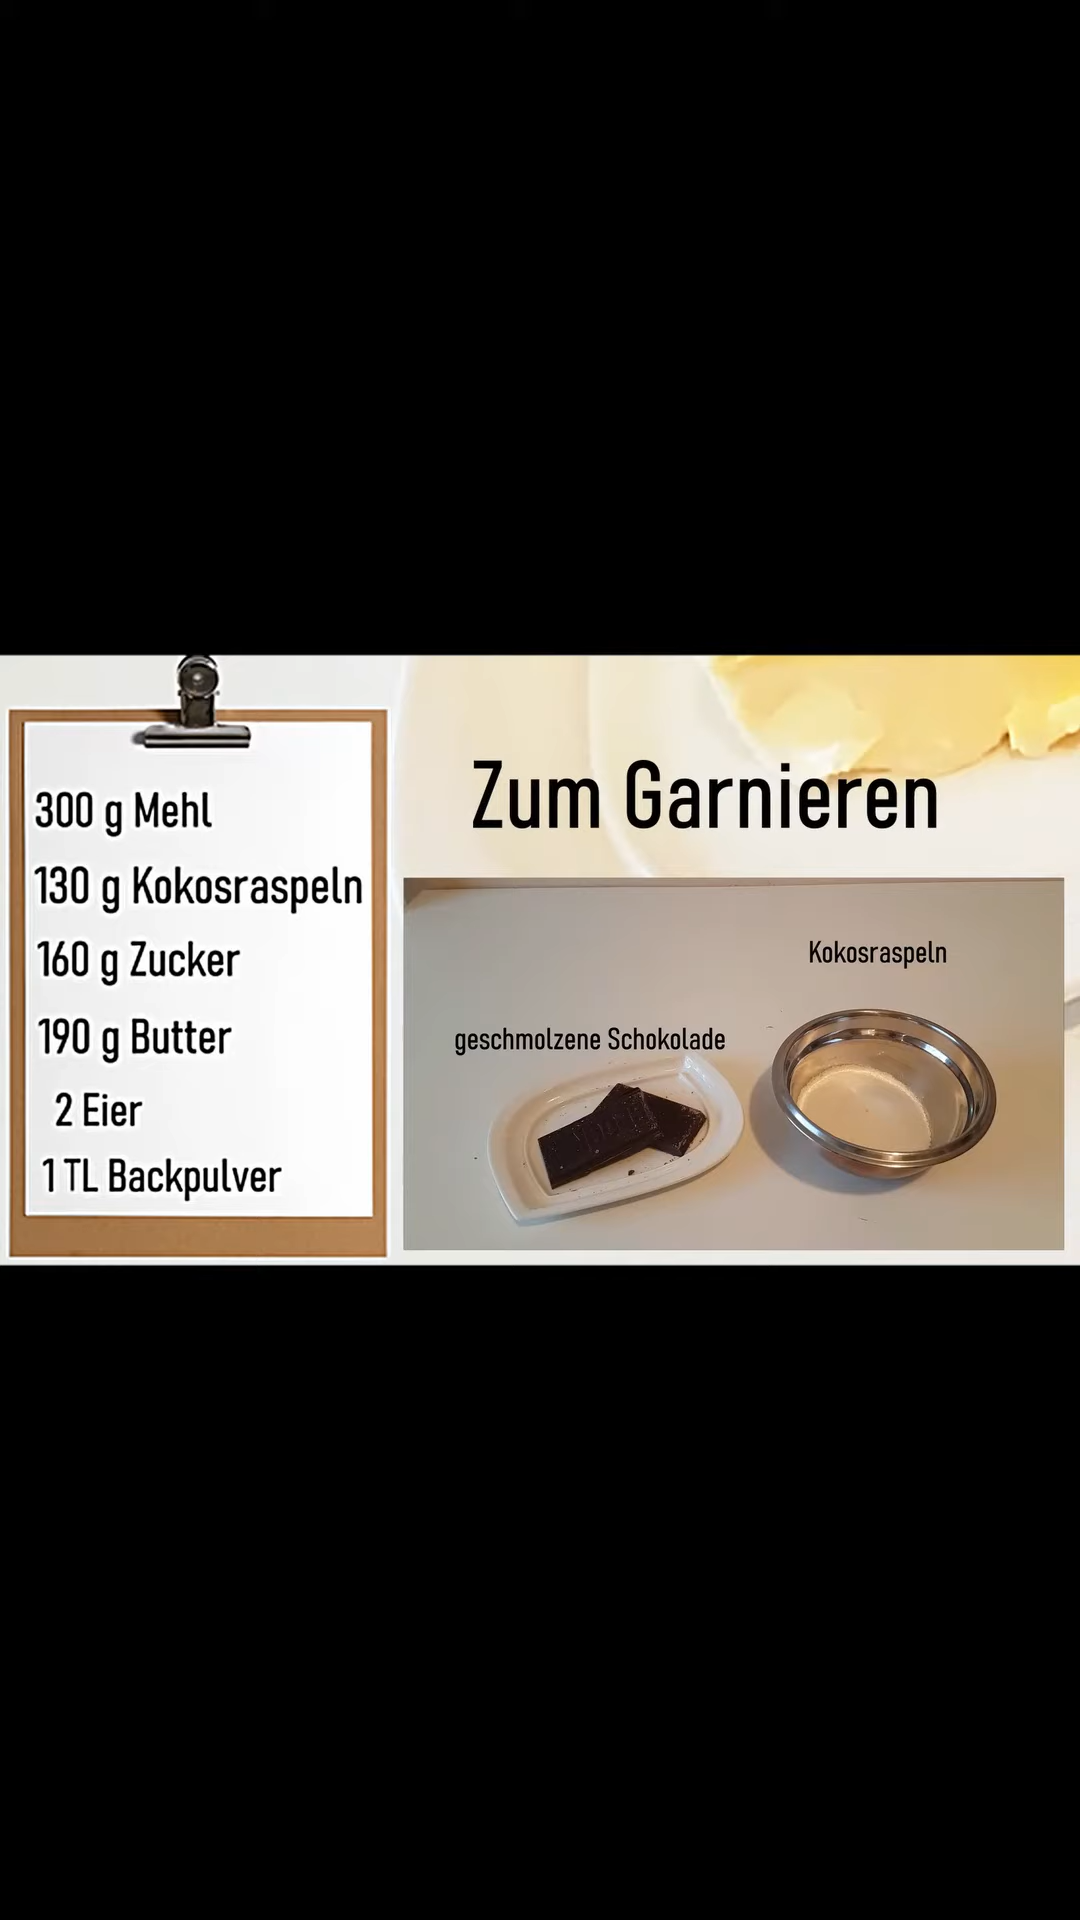 300 g Mehl
130 g Kokosraspeln
160 g Zucker
190 g Butter
2 Eier
1 TL Backpulver
Zum Garnieren
Kokosraspeln
geschmolzene Schokolade